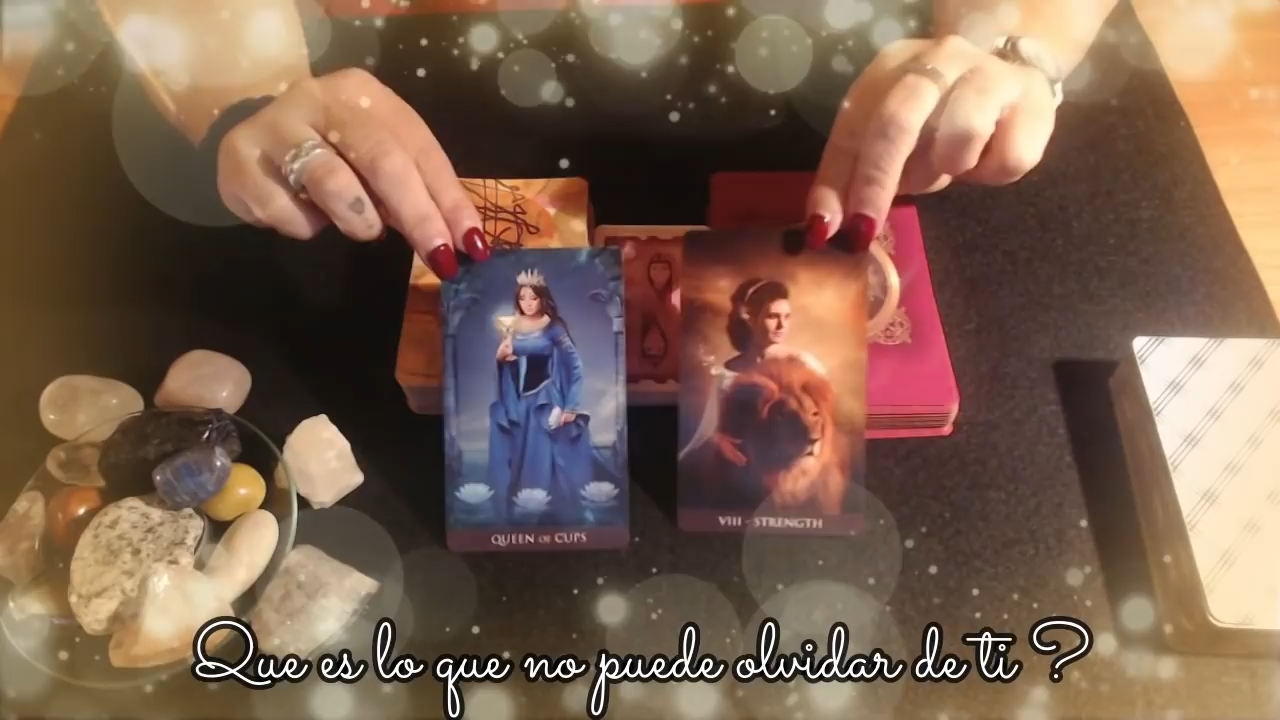 QUEEN OF CUPS
VIII - STRENGTH
Que es lo que no puede olvidar de ti ?